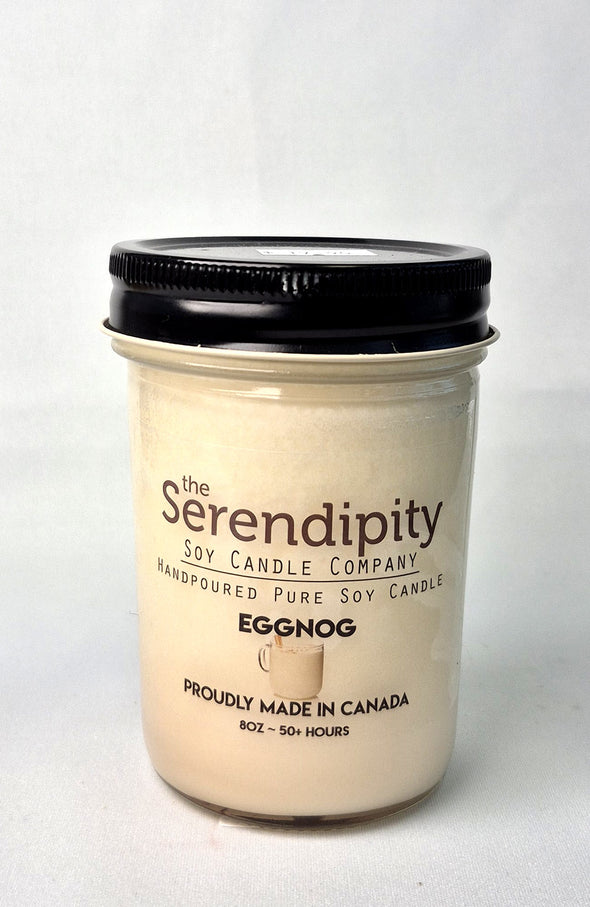 the
Serendipity
SOY CANDLE COMPANY
HANDPOURED PURE SOY CANDLE
EGGNOG
PROUDLY MADE IN CANADA
8OZ ~ 50+ HOURS